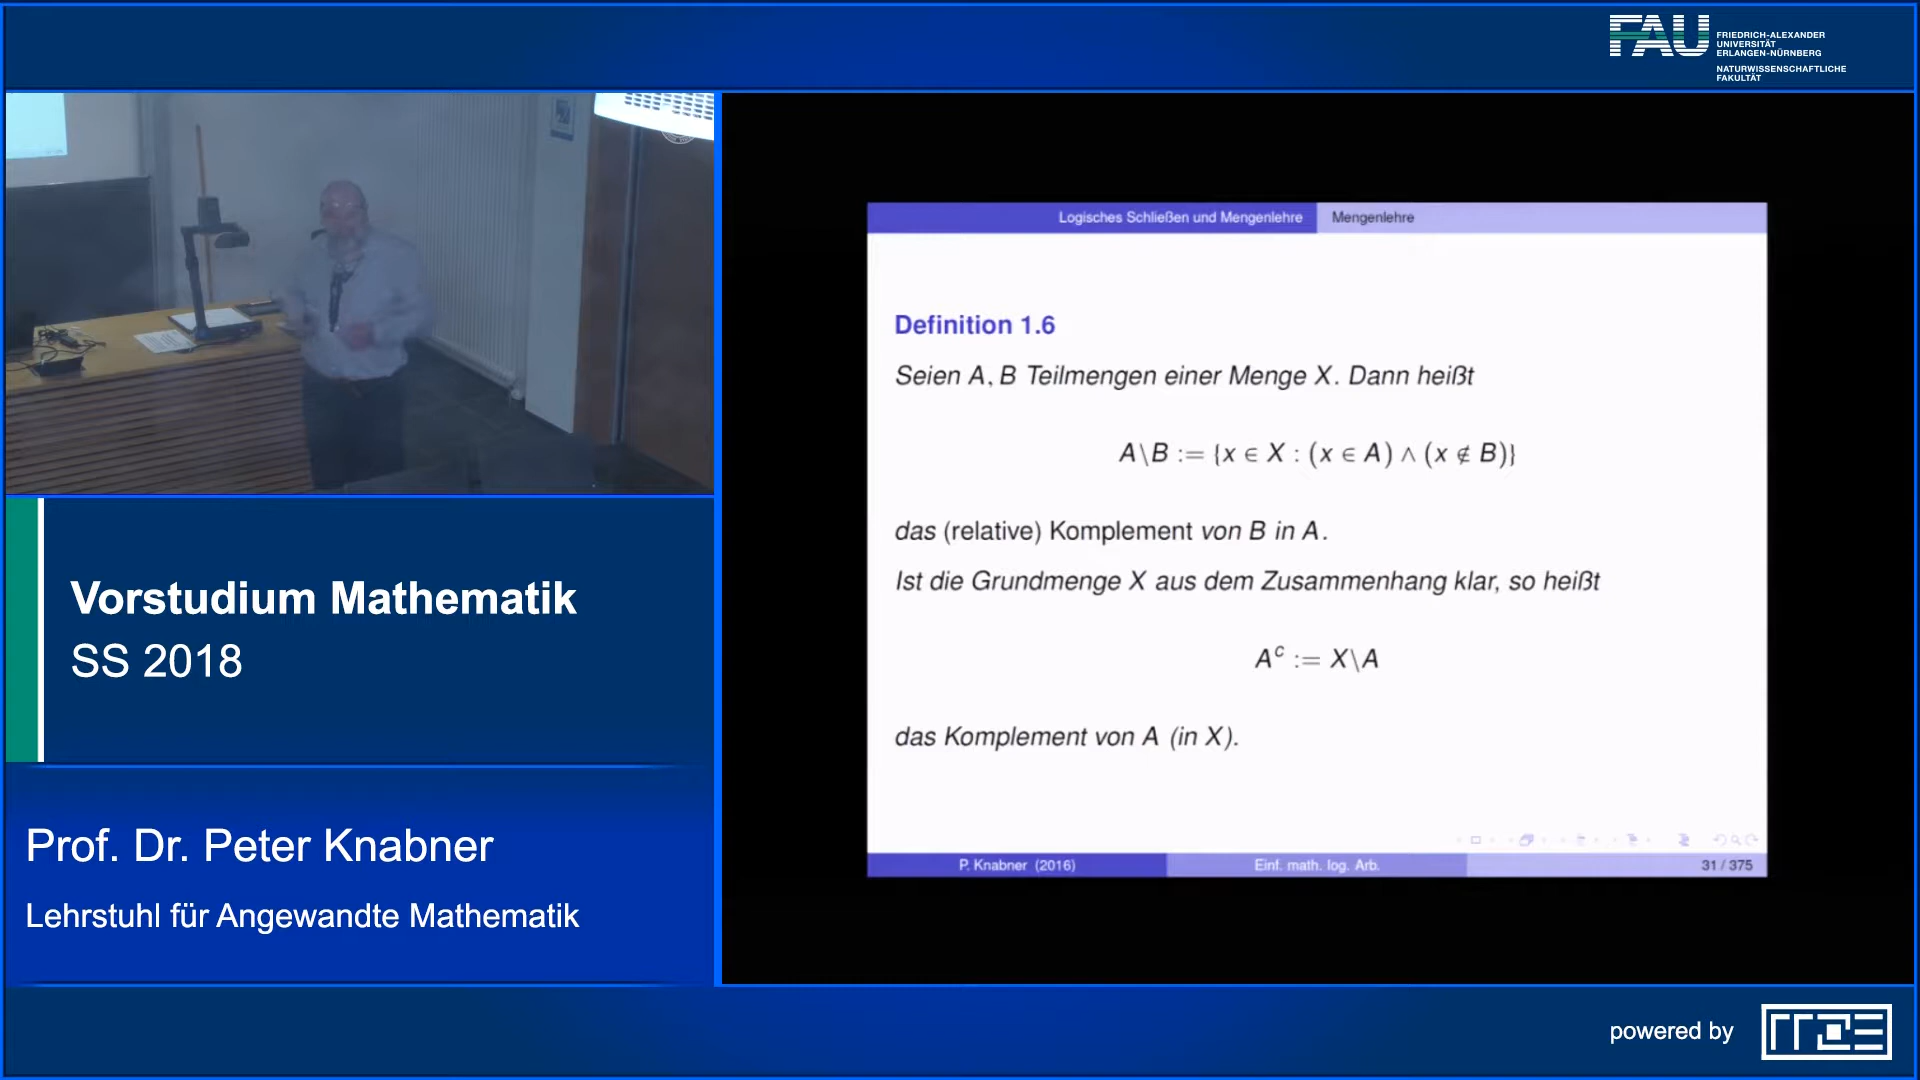 FAU
FRIEDRICH-ALEXANDER
UNIVERSITÄT
ERLANGEN-NÜRNBERG
NATURWISSENSCHAFTLICHE
FAKULTÄT
Logisches Schließen und Mengenlehre Mengenlehre
Definition 1.6
Seien A, B Teilmengen einer Menge X. Dann heißt
A\B := {x ∈ X : (x ∈ A) ∧ (x ∉ B)}
das (relative) Komplement von B in A.
Ist die Grundmenge X aus dem Zusammenhang klar, so heißt
Aᶜ := X\A
das Komplement von A (in X).
P. Knabner (2016) Einf. math. log. Arb. 31 / 375
Vorstudium Mathematik
SS 2018
Prof. Dr. Peter Knabner
Lehrstuhl für Angewandte Mathematik
powered by
rrze